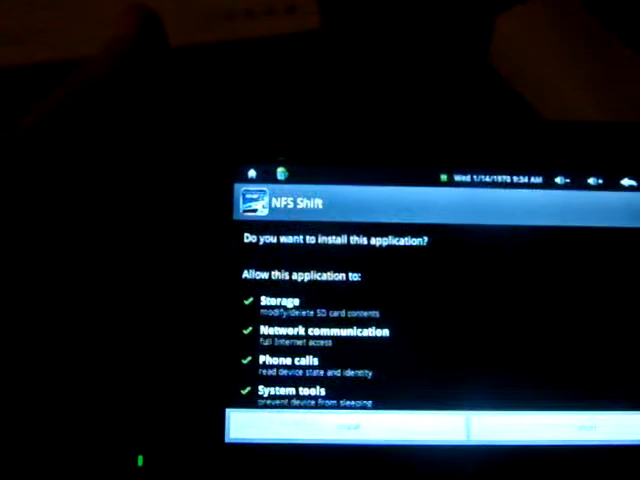 Wed 1/14/1970 9:34 AM
NFS Shift
Do you want to install this application?
Allow this application to:
Storage
modify/delete SD card contents
Network communication
full Internet access
Phone calls
read device state and identity
System tools
prevent device from sleeping